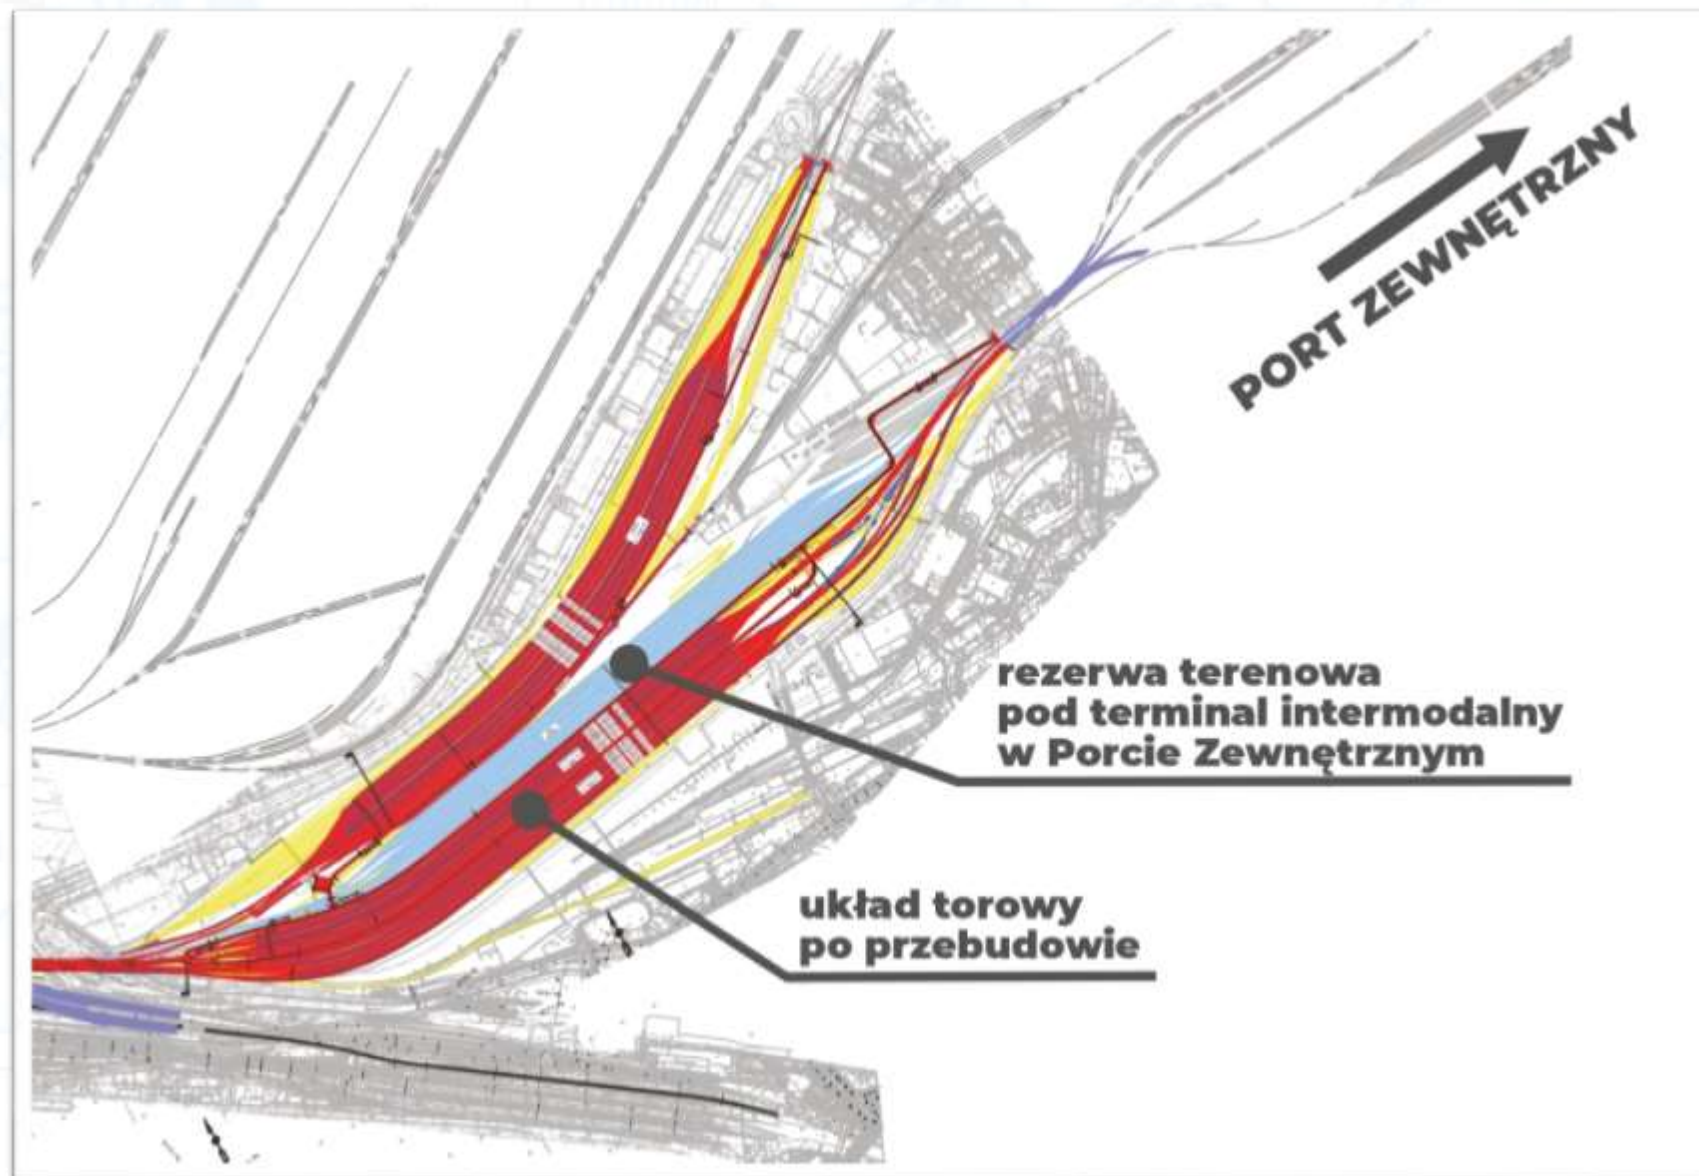 PORT ZEWNĘTRZNY
rezerwa terenowa
pod terminal intermodalny
w Porcie Zewnętrznym
układ torowy
po przebudowie